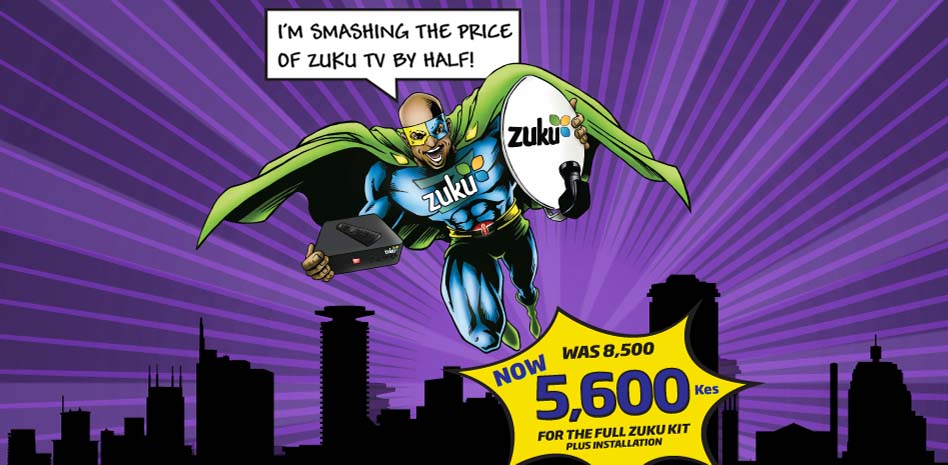 I'M SMASHING THE PRICE
OF ZUKU TV BY HALF!
zuku
zuku
zuku
WAS 8,500
NOW
5,600 Kes
FOR THE FULL ZUKU KIT
PLUS INSTALLATION